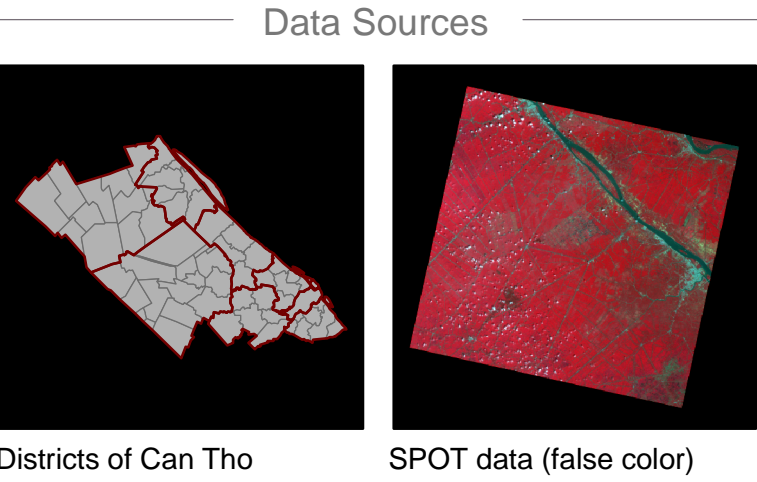 Data Sources
Districts of Can Tho
SPOT data (false color)